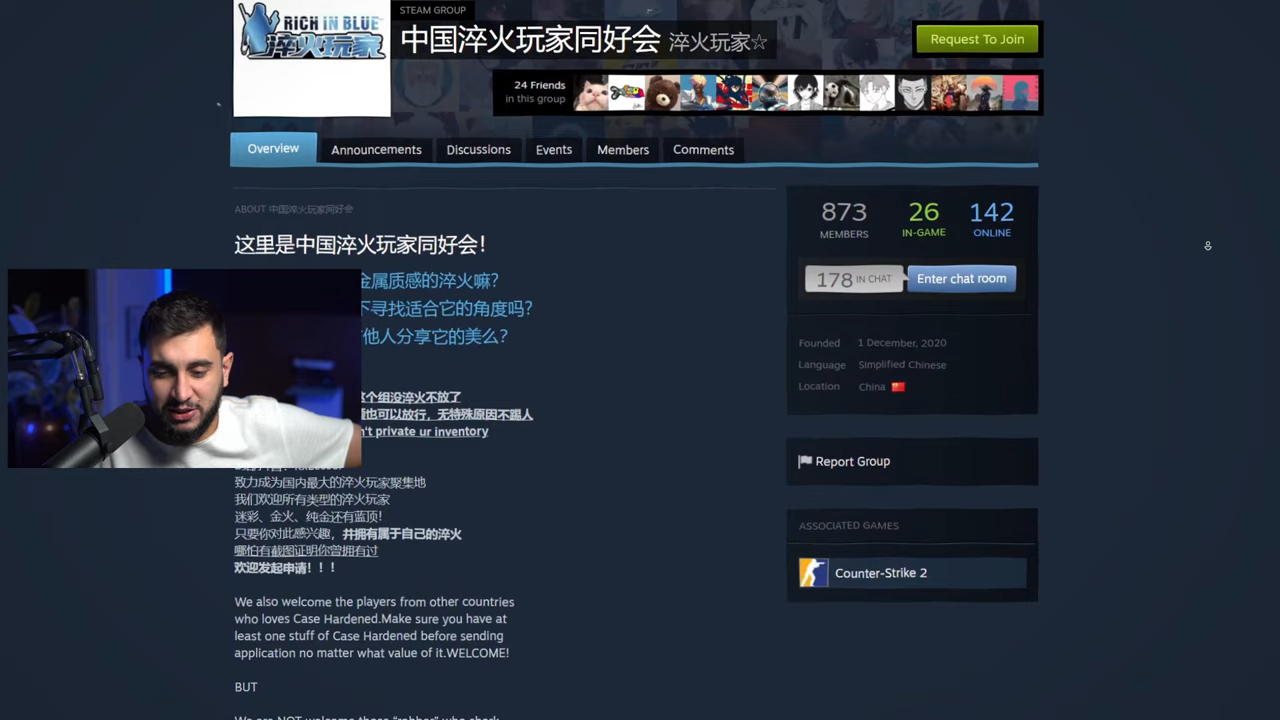 RICH IN BLUE
淬火玩家
STEAM GROUP
中国淬火玩家同好会 淬火玩家☆
Request To Join
24 Friends
in this group
Overview
Announcements
Discussions
Events
Members
Comments
ABOUT 中国淬火玩家同好会
这里是中国淬火玩家同好会！
金属质感的淬火嘛？
下寻找适合它的角度吗？
他人分享它的美么？
个组没淬火不放了
也可以放行，无特殊原因不踢人
't private ur inventory
致力成为国内最大的淬火玩家聚集地
我们欢迎所有类型的淬火玩家
迷彩、金火、纯金还有蓝顶！
只要你对此感兴趣，并拥有属于自己的淬火
哪怕有截图证明你曾拥有过
欢迎发起申请！！！
We also welcome the players from other countries
who loves Case Hardened.Make sure you have at
least one stuff of Case Hardened before sending
application no matter what value of it.WELCOME!
BUT
873
MEMBERS
26
IN-GAME
142
ONLINE
178 IN CHAT
Enter chat room
Founded 1 December, 2020
Language Simplified Chinese
Location China
Report Group
ASSOCIATED GAMES
Counter-Strike 2